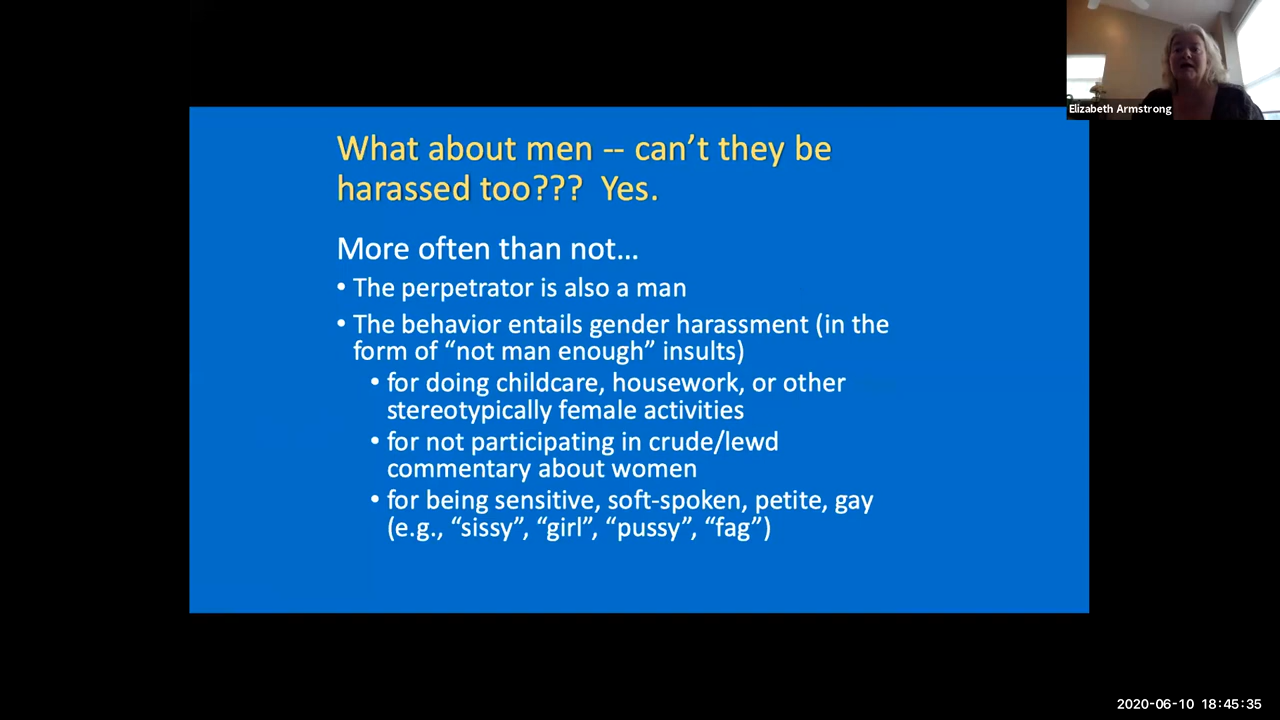 Elizabeth Armstrong
What about men -- can’t they be
harassed too??? Yes.
More often than not…
• The perpetrator is also a man
• The behavior entails gender harassment (in the
form of “not man enough” insults)
• for doing childcare, housework, or other
stereotypically female activities
• for not participating in crude/lewd
commentary about women
• for being sensitive, soft-spoken, petite, gay
(e.g., “sissy”, “girl”, “pussy”, “fag”)
2020-06-10 18:45:35